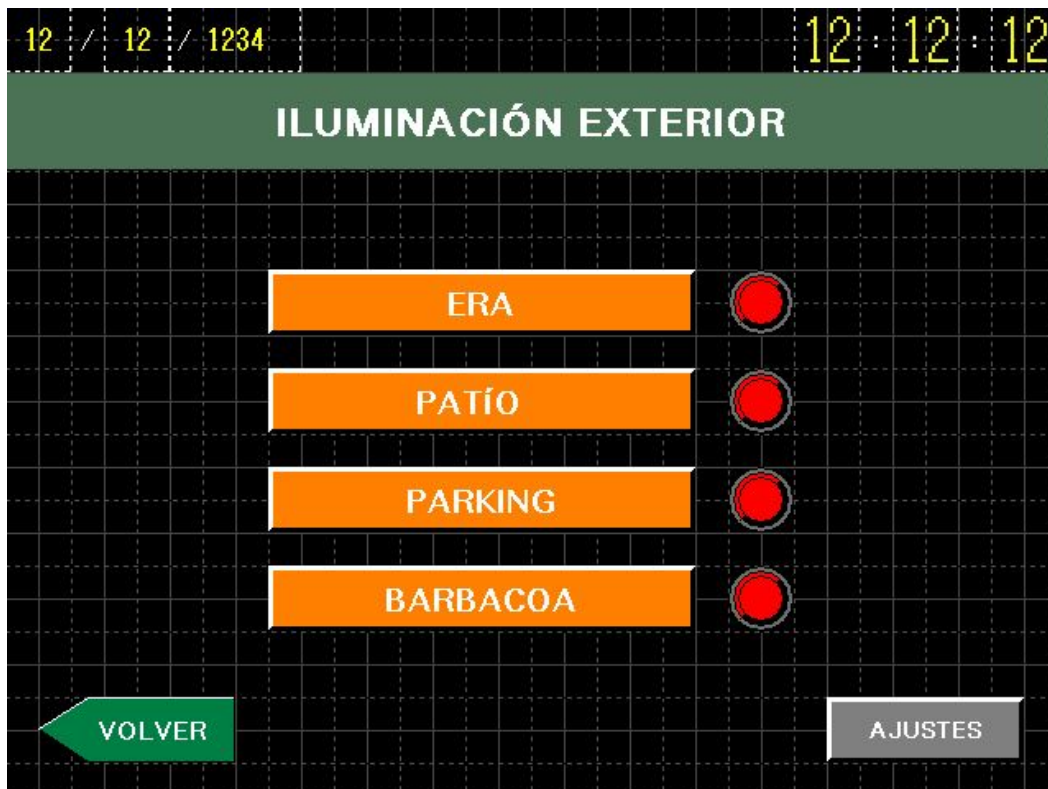 12 / 12 / 1234 12 : 12 : 12
ILUMINACIÓN EXTERIOR
ERA
PATÍO
PARKING
BARBACOA
VOLVER AJUSTES